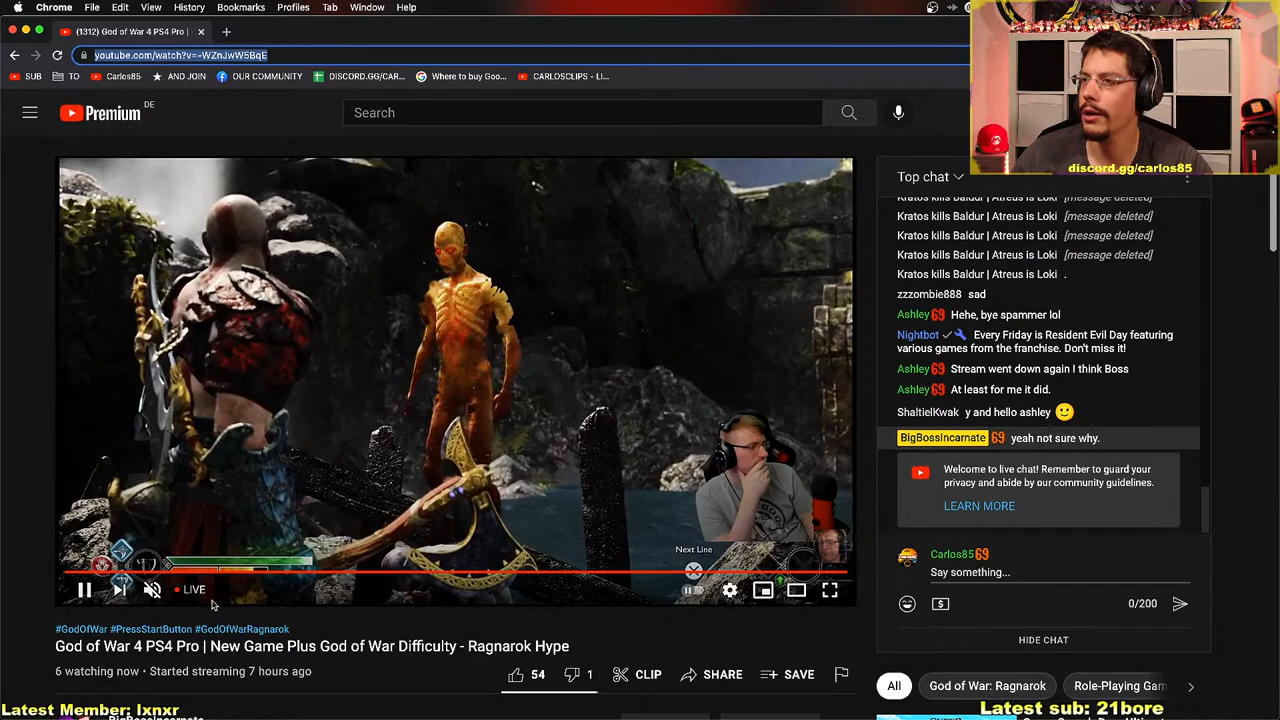 Chrome File Edit View History Bookmarks Profiles Tab Window Help
(1312) God of War 4 PS4 Pro |
youtube.com/watch?v=-WZnJwW5BqE
SUB TO Carlos85 AND JOIN OUR COMMUNITY DISCORD.GG/CAR... Where to buy Goo... CARLOSCLIPS - LI...
Premium DE
Search
discord.gg/carlos85
Top chat
Kratos kills Baldur | Atreus is Loki [message deleted]
Kratos kills Baldur | Atreus is Loki [message deleted]
Kratos kills Baldur | Atreus is Loki [message deleted]
Kratos kills Baldur | Atreus is Loki [message deleted]
Kratos kills Baldur | Atreus is Loki .
zzzombie888 sad
Ashley 69 Hehe, bye spammer lol
Nightbot Every Friday is Resident Evil Day featuring
various games from the franchise. Don't miss it!
Ashley 69 Stream went down again I think Boss
Ashley 69 At least for me it did.
ShaltielKwak y and hello ashley
BigBossIncarnate 69 yeah not sure why.
Welcome to live chat! Remember to guard your
privacy and abide by our community guidelines.
LEARN MORE
Carlos85 69
Say something...
0/200
HIDE CHAT
Next Line
LIVE
#GodOfWar #PressStartButton #GodOfWarRagnarok
God of War 4 PS4 Pro | New Game Plus God of War Difficulty - Ragnarok Hype
6 watching now • Started streaming 7 hours ago
54 1 CLIP SHARE SAVE
All God of War: Ragnarok Role-Playing Gam
Latest Member: lxnxr
BigBossIncarnate
Latest sub: 21bore